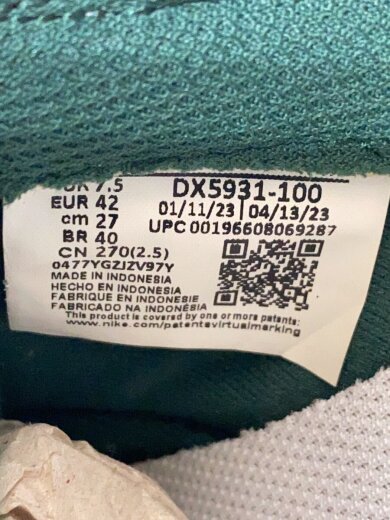 UK 7.5
DX5931-100
EUR 42
01/11/23 | 04/13/23
cm 27
UPC 00196608069287
BR 40
CN 270(2.5)
0477YGZJZV97Y
MADE IN INDONESIA
HECHO EN INDONESIA
FABRIQUE EN INDONESIE
FABRICADO NA INDONÉSIA
This product is covered by one or more patents:
www.nike.com/patentsvirtualmarking